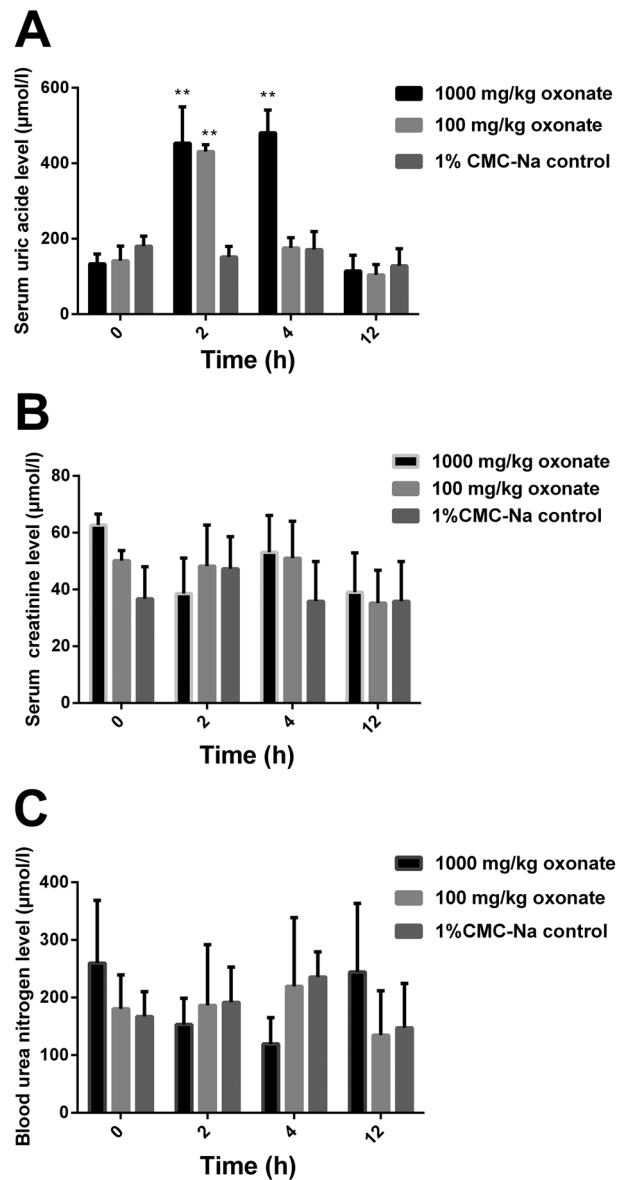 A
Serum uric acide level (μmol/l)
600
400
200
0
** ** **
0 2 4 12
Time (h)
1000 mg/kg oxonate
100 mg/kg oxonate
1% CMC-Na control
B
Serum creatinine level (μmol/l)
80
60
40
20
0
0 2 4 12
Time (h)
1000 mg/kg oxonate
100 mg/kg oxonate
1%CMC-Na control
C
Blood urea nitrogen level (μmol/l)
400
300
200
100
0
0 2 4 12
Time (h)
1000 mg/kg oxonate
100 mg/kg oxonate
1%CMC-Na control